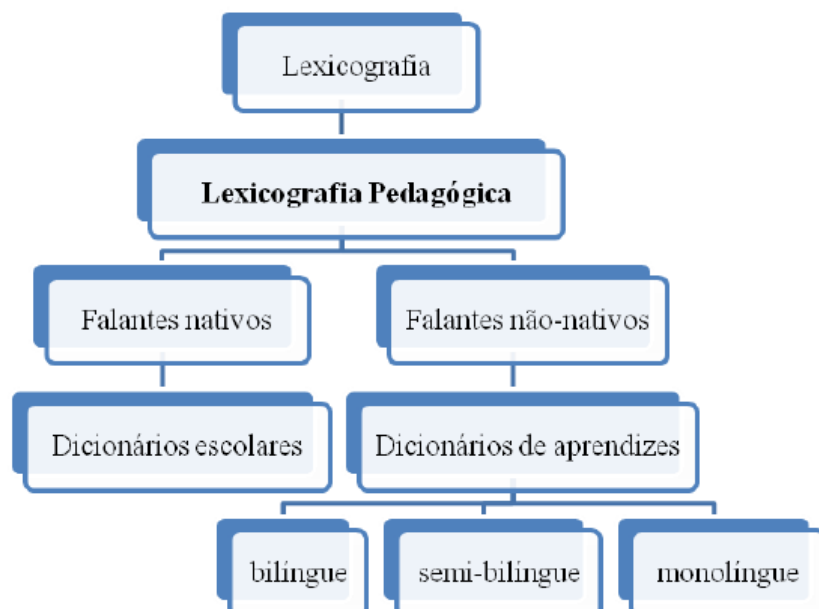 Lexicografia
Lexicografia Pedagógica
Falantes nativos
Falantes não-nativos
Dicionários escolares
Dicionários de aprendizes
bilíngue
semi-bilíngue
monolíngue